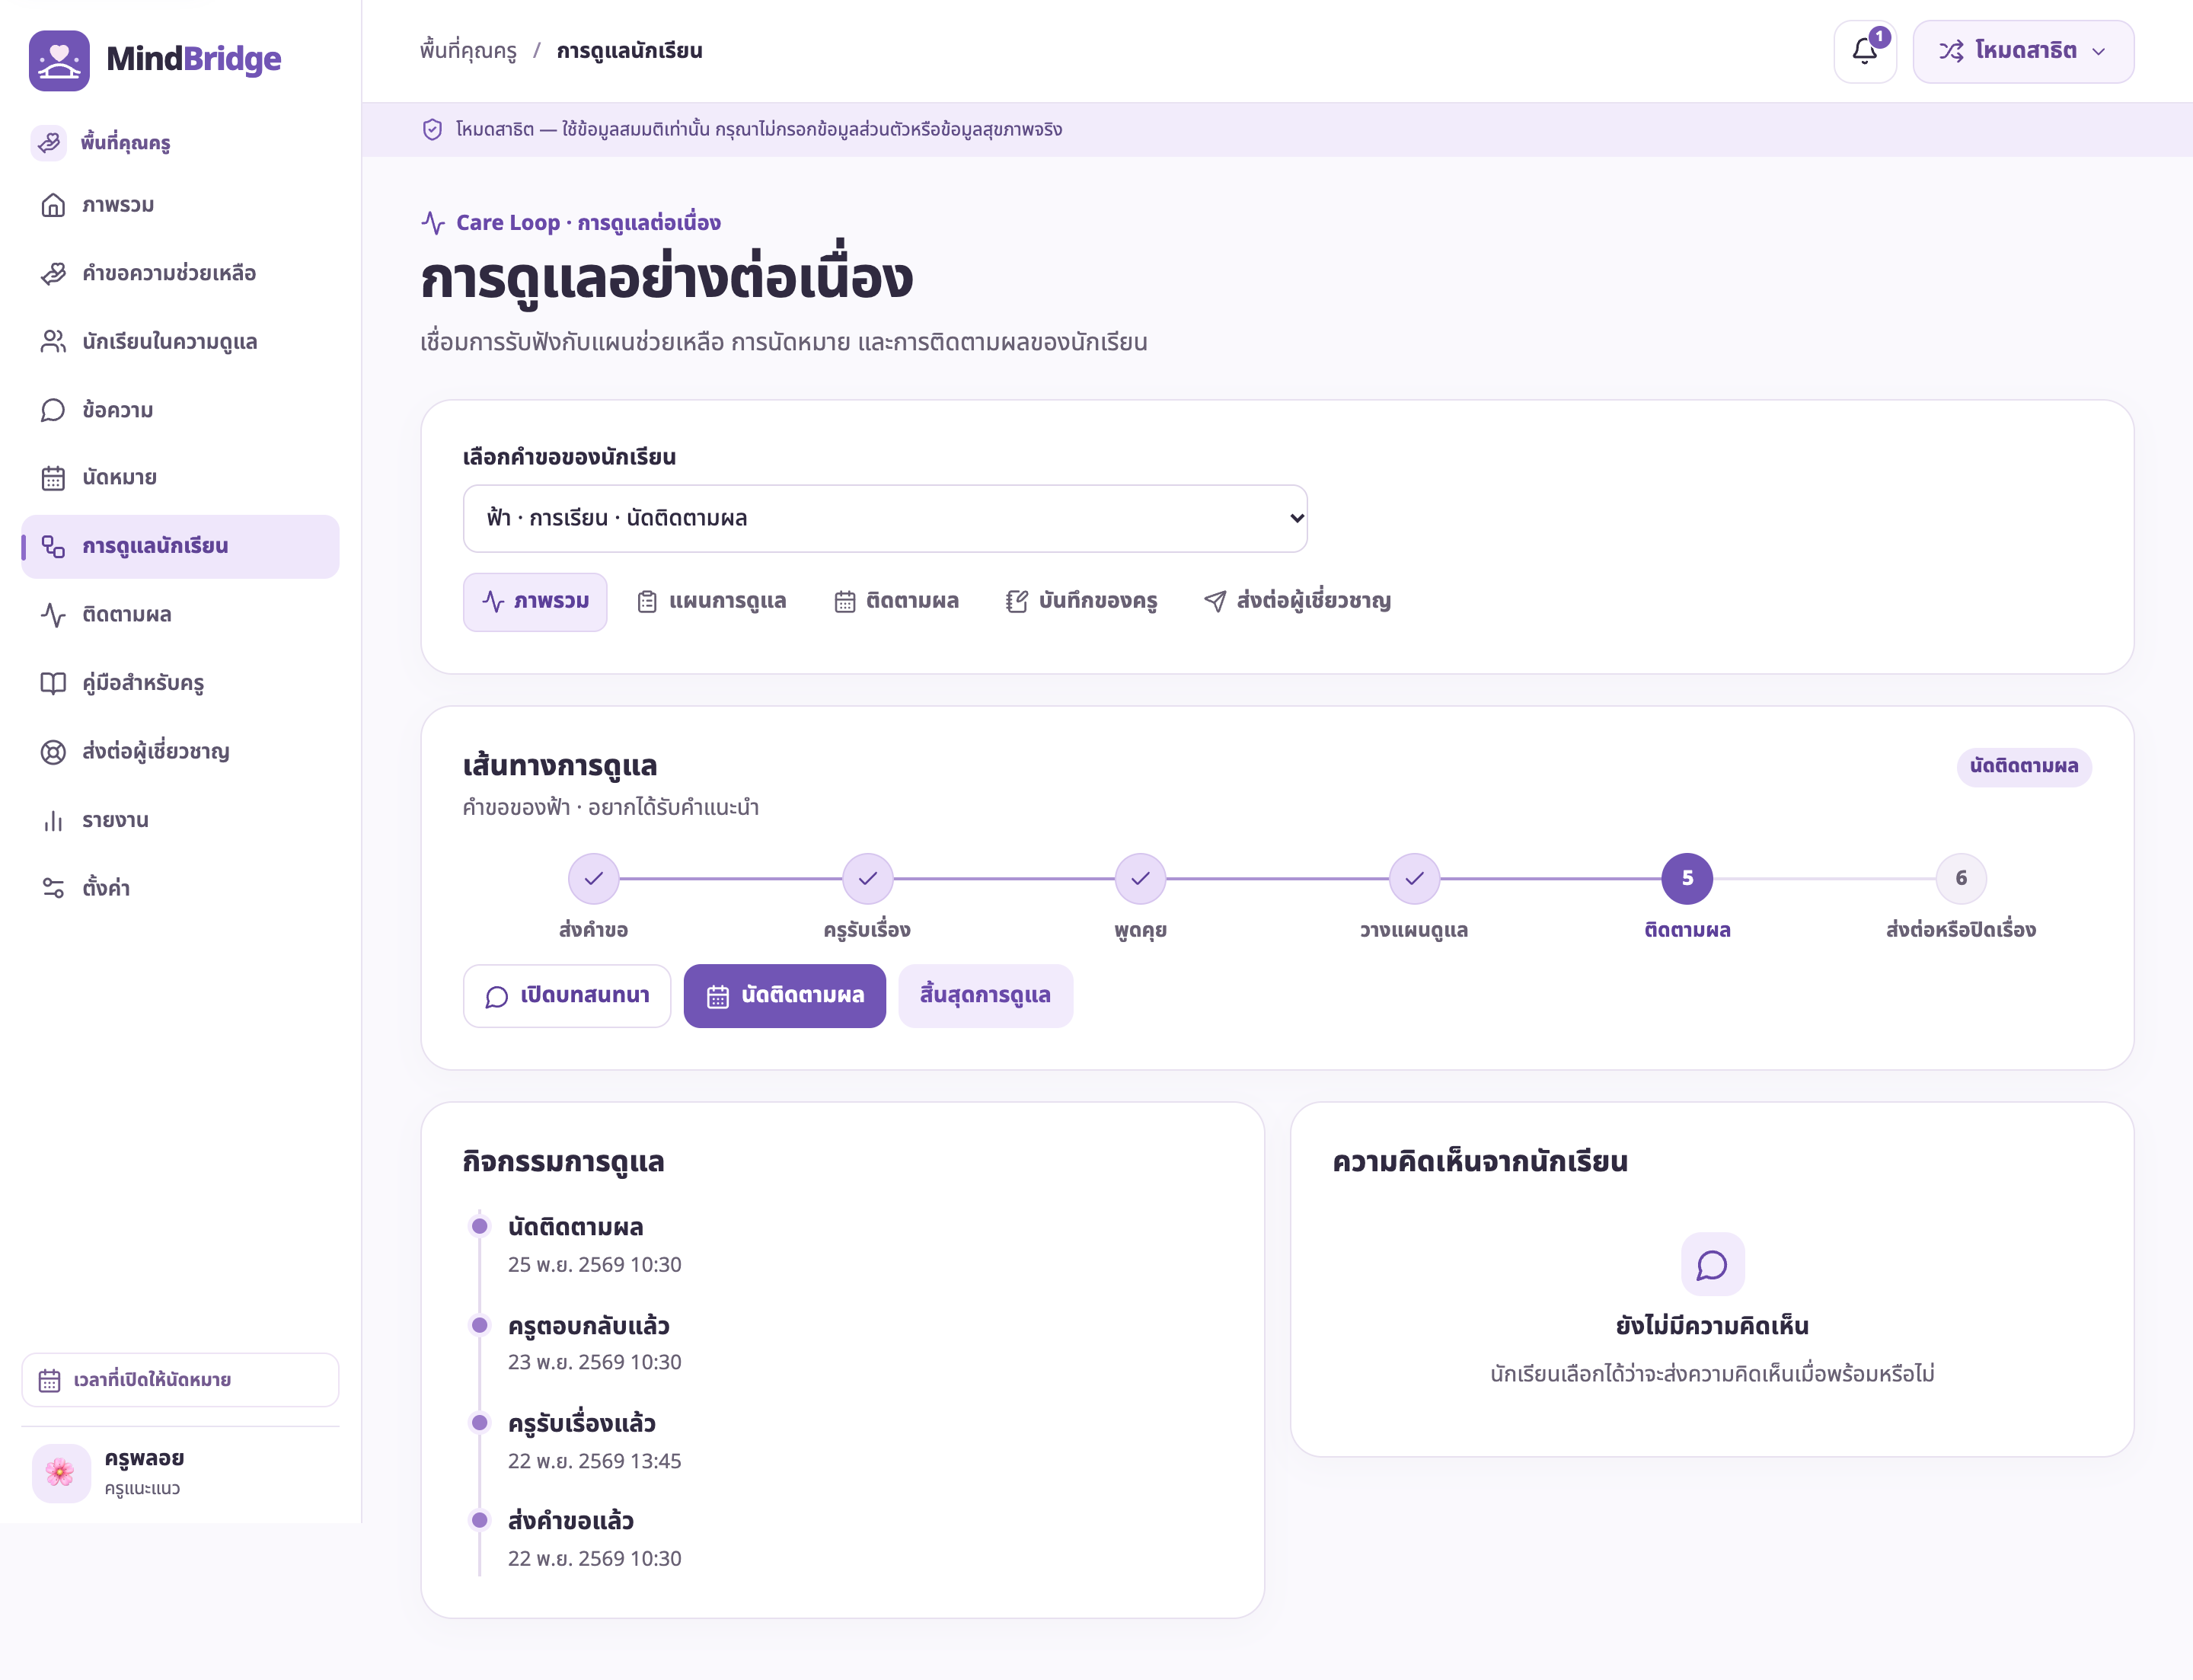 MindBridge
พื้นที่คุณครู
ภาพรวม
คำขอความช่วยเหลือ
นักเรียนในความดูแล
ข้อความ
นัดหมาย
การดูแลนักเรียน
ติดตามผล
คู่มือสำหรับครู
ส่งต่อผู้เชี่ยวชาญ
รายงาน
ตั้งค่า
เวลาที่เปิดให้นัดหมาย
🌸
ครูพลอย
ครูแนะแนว
พื้นที่คุณครู / การดูแลนักเรียน
1
โหมดสาธิต
โหมดสาธิต — ใช้ข้อมูลสมมติเท่านั้น กรุณาไม่กรอกข้อมูลส่วนตัวหรือข้อมูลสุขภาพจริง
Care Loop · การดูแลต่อเนื่อง
การดูแลอย่างต่อเนื่อง
เชื่อมการรับฟังกับแผนช่วยเหลือ การนัดหมาย และการติดตามผลของนักเรียน
เลือกคำขอของนักเรียน
ฟ้า · การเรียน · นัดติดตามผล
ภาพรวม แผนการดูแล ติดตามผล บันทึกของครู ส่งต่อผู้เชี่ยวชาญ
เส้นทางการดูแล
นัดติดตามผล
คำขอของฟ้า · อยากได้รับคำแนะนำ
5 6
ส่งคำขอ ครูรับเรื่อง พูดคุย วางแผนดูแล ติดตามผล ส่งต่อหรือปิดเรื่อง
เปิดบทสนทนา นัดติดตามผล สิ้นสุดการดูแล
กิจกรรมการดูแล
นัดติดตามผล
25 พ.ย. 2569 10:30
ครูตอบกลับแล้ว
23 พ.ย. 2569 10:30
ครูรับเรื่องแล้ว
22 พ.ย. 2569 13:45
ส่งคำขอแล้ว
22 พ.ย. 2569 10:30
ความคิดเห็นจากนักเรียน
ยังไม่มีความคิดเห็น
นักเรียนเลือกได้ว่าจะส่งความคิดเห็นเมื่อพร้อมหรือไม่